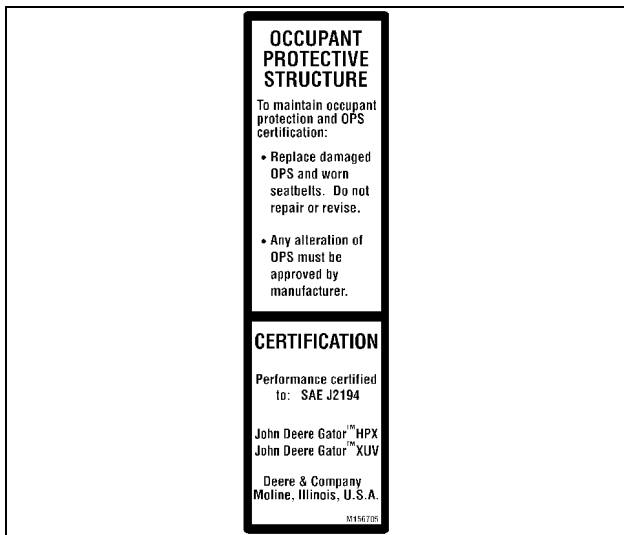 OCCUPANT
PROTECTIVE
STRUCTURE
To maintain occupant
protection and OPS
certification:
• Replace damaged
OPS and worn
seatbelts. Do not
repair or revise.
• Any alteration of
OPS must be
approved by
manufacturer.
CERTIFICATION
Performance certified
to: SAE J2194
John Deere Gator™HPX
John Deere Gator™XUV
Deere & Company
Moline, Illinois, U.S.A.
M156705